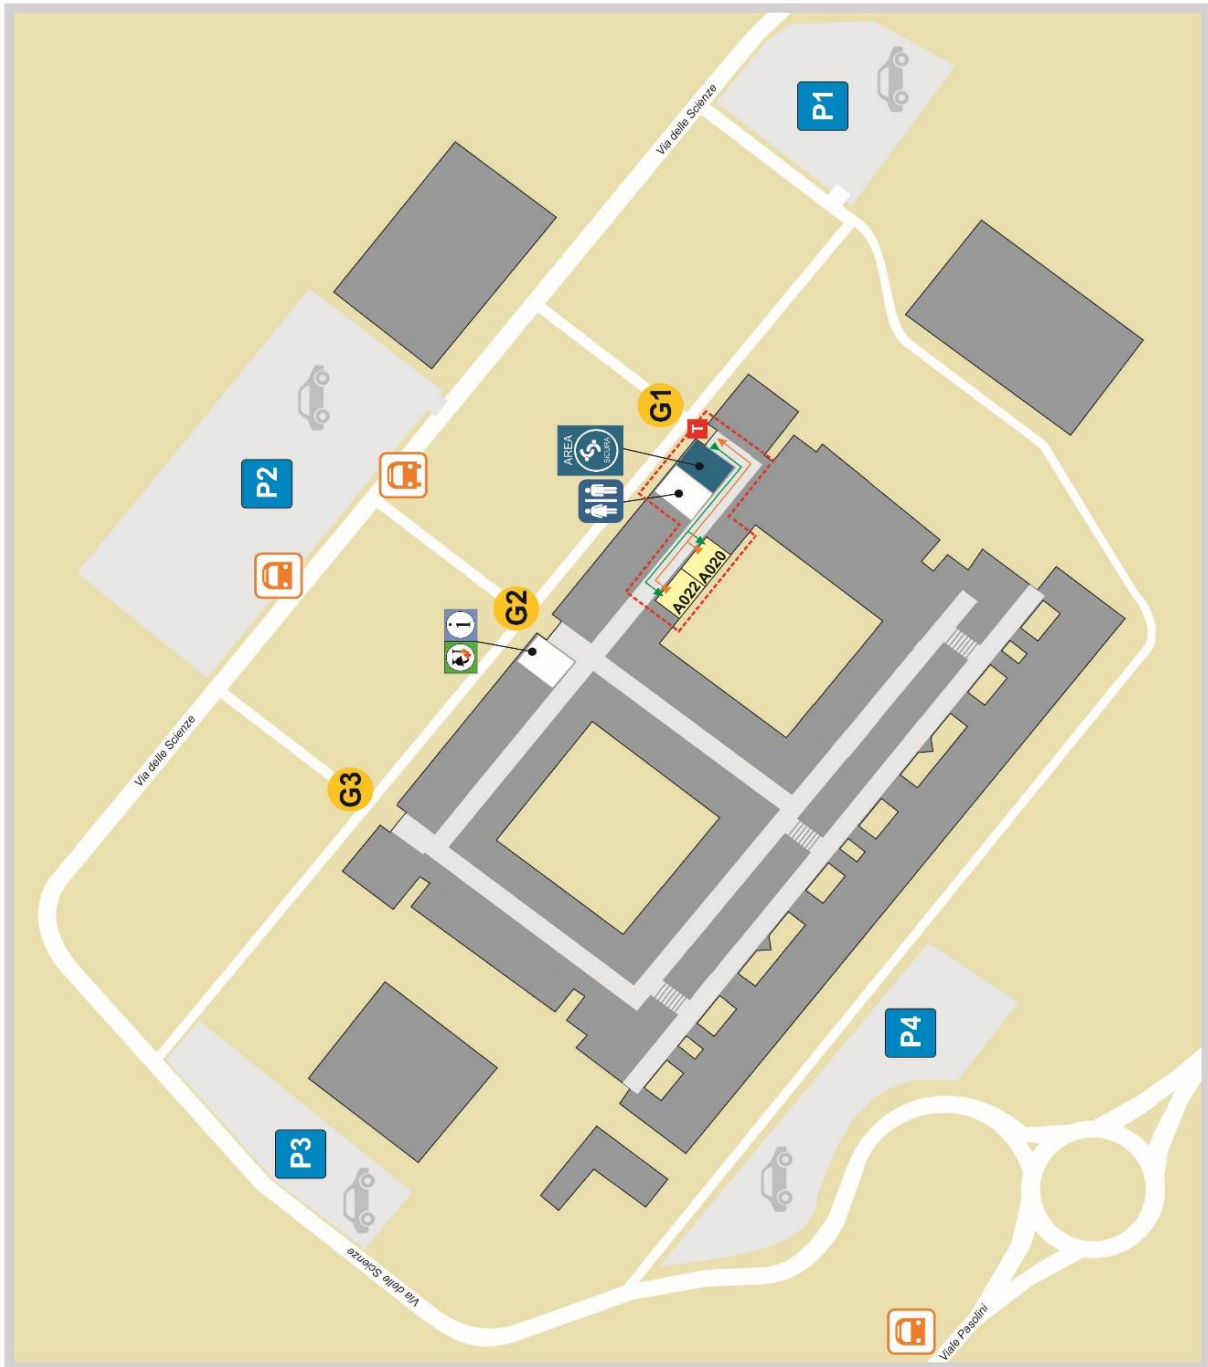 Via delle Scienze
P1
P2
G1
T
AREA
SICURA
A022
A020
G2
i
Via delle Scienze
G3
P3
P4
Via delle Scienze
Viale Pasolini